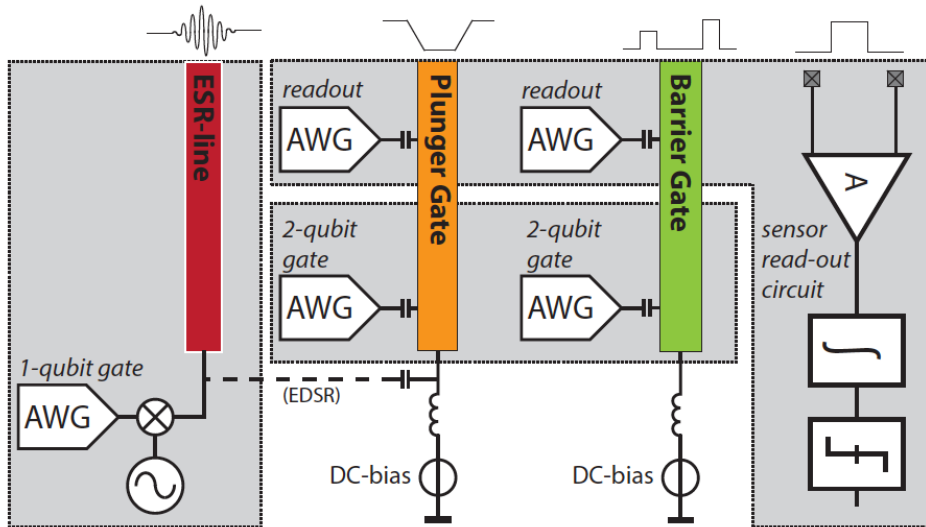 ESR-line
1-qubit gate
AWG
(EDSR)
readout
AWG
Plunger Gate
2-qubit
gate
AWG
DC-bias
readout
AWG
Barrier Gate
2-qubit
gate
AWG
DC-bias
A
sensor
read-out
circuit